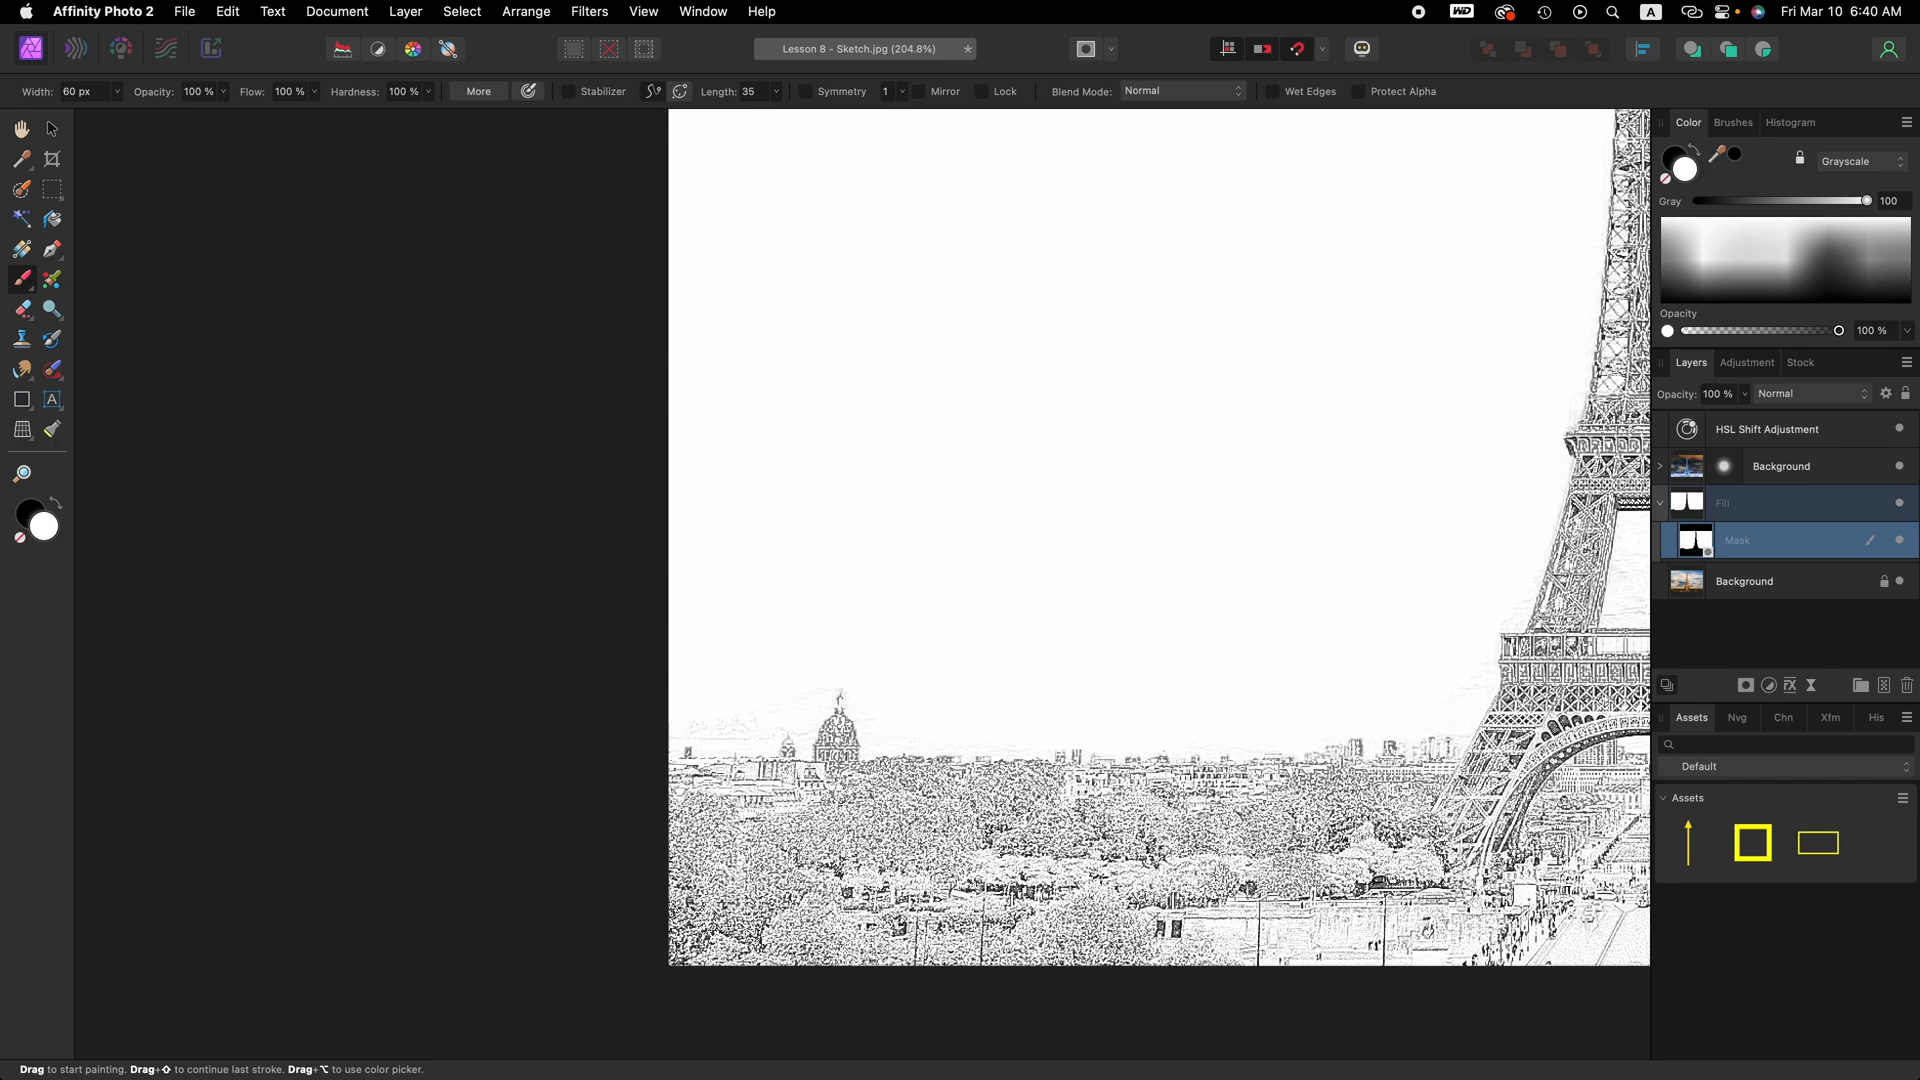 Affinity Photo 2 File Edit Text Document Layer Select Arrange Filters View Window Help WD A Fri Mar 10 6:40 AM
Lesson 8 - Sketch.jpg (204.8%)
Width: 60 px Opacity: 100 % Flow: 100 % Hardness: 100 % More Stabilizer Length: 35 Symmetry 1 Mirror Lock Blend Mode: Normal Wet Edges Protect Alpha
Color Brushes Histogram
Grayscale
Gray 100
Opacity
100 %
Layers Adjustment Stock
Opacity: 100 % Normal
HSL Shift Adjustment
Background
Fill
Mask
Background
Assets Nvg Chn Xfm His
Default
Assets
Drag to start painting. Drag+⇧ to continue last stroke. Drag+⌥ to use color picker.